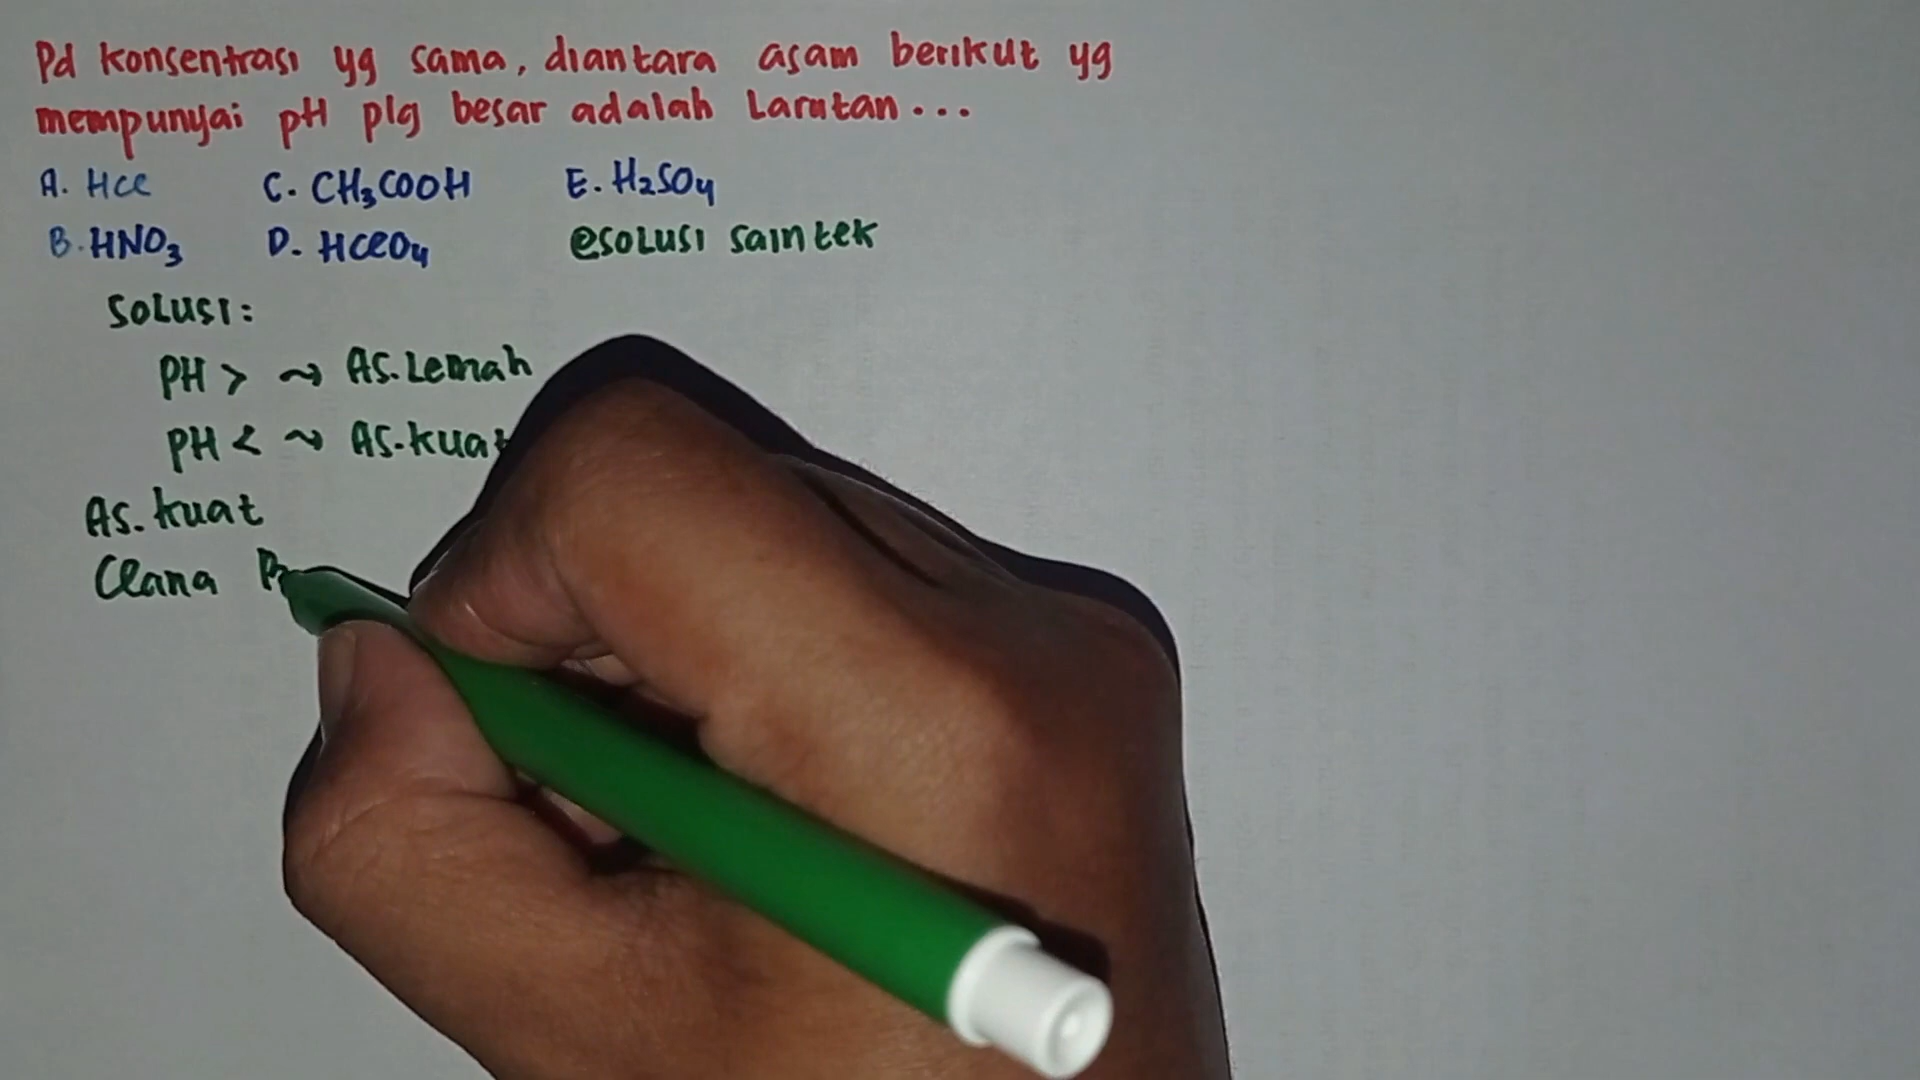 Pd konsentrasi yg sama, diantara asam berikut yg
mempunyai pH plg besar adalah Larutan...
A. HCl C. CH₃COOH E. H₂SO₄
B. HNO₃ D. HClO₄ @SOLUSI SAINTEK
SOLUSI:
PH > ~> AS.Lemah
PH < ~ AS.kuat
AS. kuat
Clana